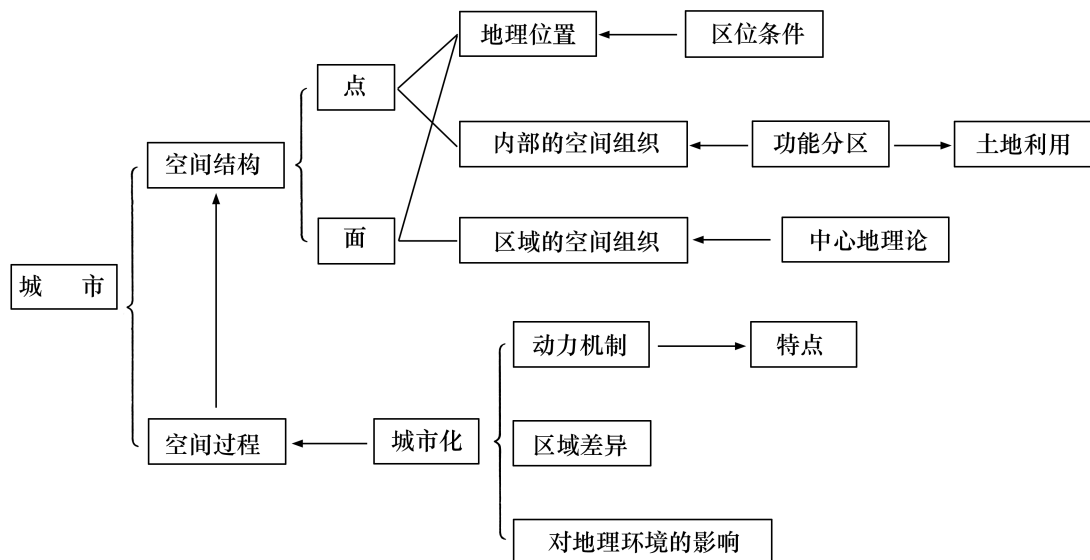 地理位置
区位条件
点
内部的空间组织
功能分区
土地利用
空间结构
面
区域的空间组织
中心地理论
城 市
动力机制
特点
空间过程
城市化
区域差异
对地理环境的影响